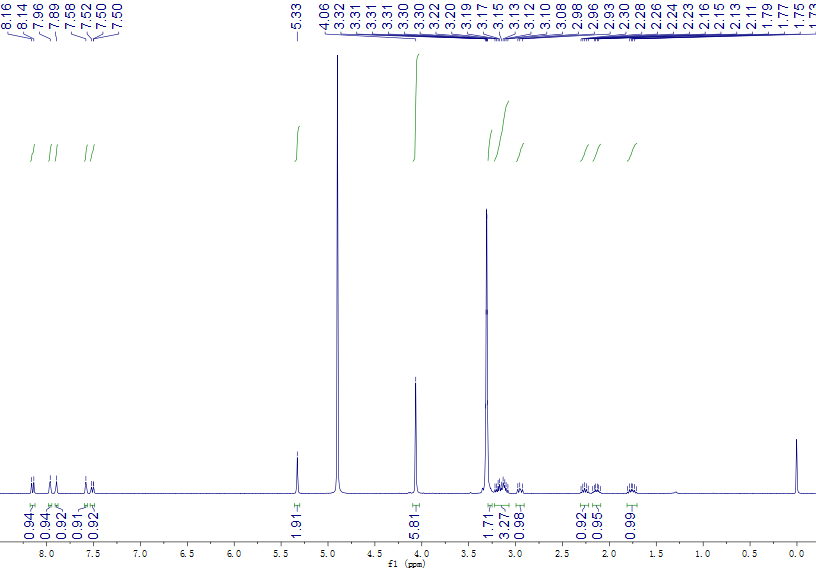 8.16 8.14 7.96 7.89 7.58 7.52 7.50 7.50 5.33 4.06 3.32 3.31 3.31 3.31 3.30 3.30 3.22 3.20 3.19 3.17 3.15 3.13 3.12 3.10 3.08 2.98 2.96 2.93 2.30 2.28 2.26 2.24 2.23 2.16 2.15 2.13 2.11 1.79 1.77 1.75 1.73
0.94 0.94 0.92 0.91 0.92 1.91 5.81 1.71 3.27 0.98 0.92 0.95 0.99
8.0 7.5 7.0 6.5 6.0 5.5 5.0 4.5 4.0 3.5 3.0 2.5 2.0 1.5 1.0 0.5 0.0
f1 (ppm)